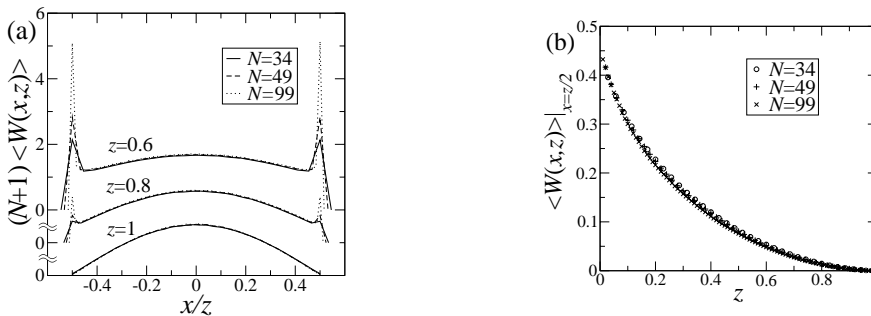 (a)
(N+1) <W(x,z)>
6
4
2
0
0
0
N=34
N=49
N=99
z=0.6
z=0.8
z=1
-0.4 -0.2 0 0.2 0.4
x/z
(b)
<W(x,z)>|x=z/2
0.5
0.4
0.3
0.2
0.1
0
N=34
N=49
N=99
0 0.2 0.4 0.6 0.8 1
z